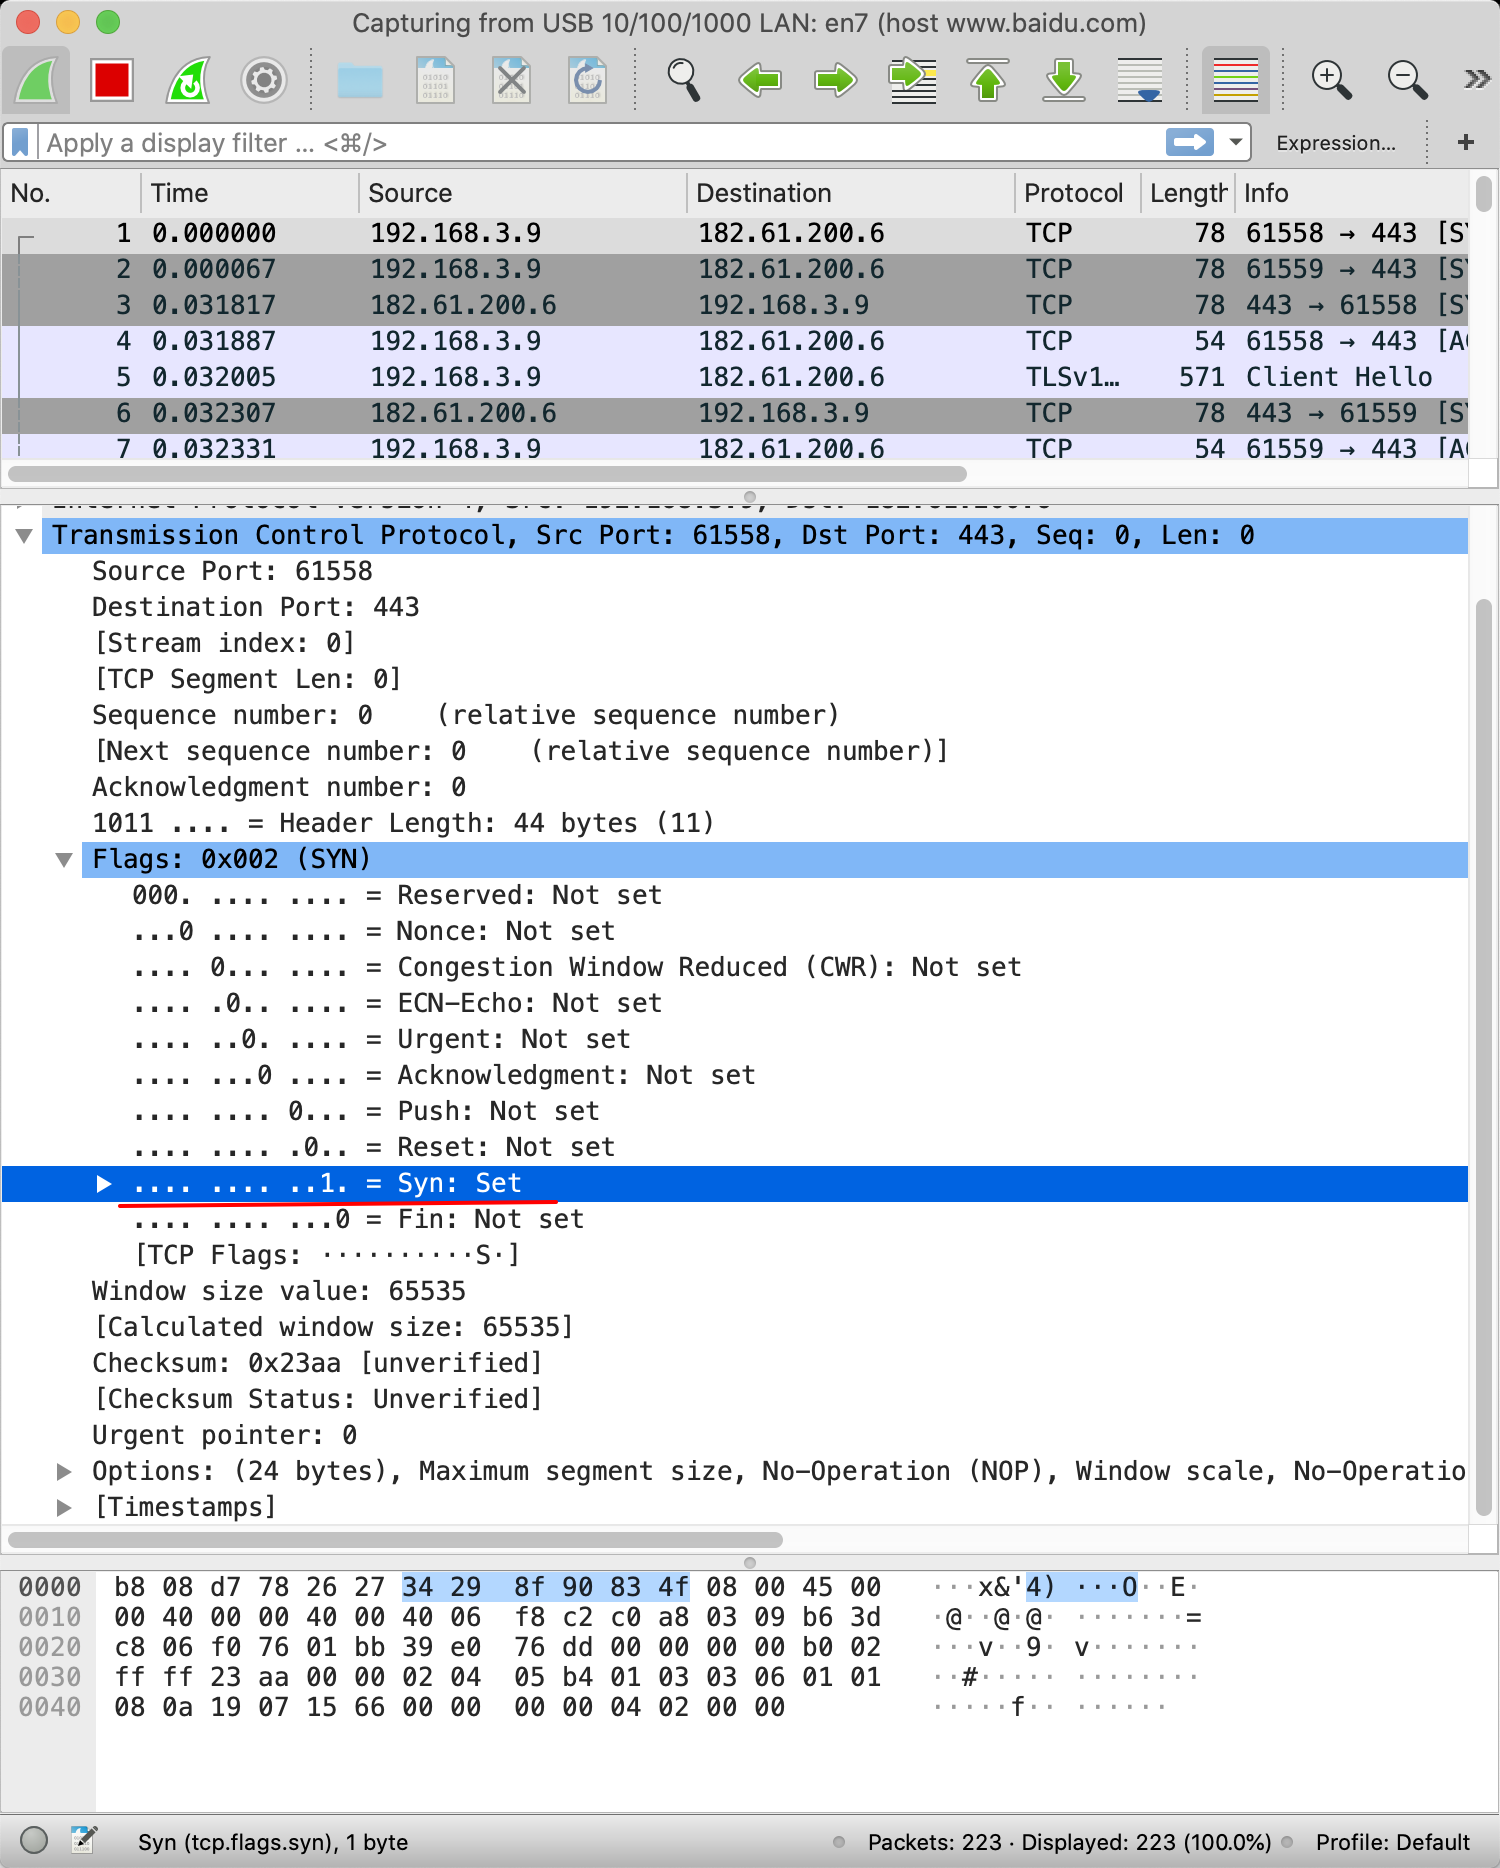 Capturing from USB 10/100/1000 LAN: en7 (host www.baidu.com)
Apply a display filter ... <⌘/>
Expression...
+
No. Time Source Destination Protocol Length Info
1 0.000000 192.168.3.9 182.61.200.6 TCP 78 61558 → 443 [S
2 0.000067 192.168.3.9 182.61.200.6 TCP 78 61559 → 443 [S
3 0.031817 182.61.200.6 192.168.3.9 TCP 78 443 → 61558 [S
4 0.031887 192.168.3.9 182.61.200.6 TCP 54 61558 → 443 [A
5 0.032005 192.168.3.9 182.61.200.6 TLSv1… 571 Client Hello
6 0.032307 182.61.200.6 192.168.3.9 TCP 78 443 → 61559 [S
7 0.032331 192.168.3.9 182.61.200.6 TCP 54 61559 → 443 [A
Transmission Control Protocol, Src Port: 61558, Dst Port: 443, Seq: 0, Len: 0
Source Port: 61558
Destination Port: 443
[Stream index: 0]
[TCP Segment Len: 0]
Sequence number: 0    (relative sequence number)
[Next sequence number: 0    (relative sequence number)]
Acknowledgment number: 0
1011 .... = Header Length: 44 bytes (11)
Flags: 0x002 (SYN)
000. .... .... = Reserved: Not set
...0 .... .... = Nonce: Not set
.... 0... .... = Congestion Window Reduced (CWR): Not set
.... .0.. .... = ECN-Echo: Not set
.... ..0. .... = Urgent: Not set
.... ...0 .... = Acknowledgment: Not set
.... .... 0... = Push: Not set
.... .... .0.. = Reset: Not set
.... .... ..1. = Syn: Set
.... .... ...0 = Fin: Not set
[TCP Flags: ··········S·]
Window size value: 65535
[Calculated window size: 65535]
Checksum: 0x23aa [unverified]
[Checksum Status: Unverified]
Urgent pointer: 0
Options: (24 bytes), Maximum segment size, No-Operation (NOP), Window scale, No-Operatio
[Timestamps]
0000 b8 08 d7 78 26 27 34 29 8f 90 83 4f 08 00 45 00 ···x&'4) ···O··E·
0010 00 40 00 00 40 00 40 06 f8 c2 c0 a8 03 09 b6 3d ·@··@·@· ·······=
0020 c8 06 f0 76 01 bb 39 e0 76 dd 00 00 00 00 b0 02 ···v··9· v·······
0030 ff ff 23 aa 00 00 02 04 05 b4 01 03 03 06 01 01 ··#····· ········
0040 08 0a 19 07 15 66 00 00 00 00 04 02 00 00 ·····f·· ······
Syn (tcp.flags.syn), 1 byte
Packets: 223 · Displayed: 223 (100.0%)
Profile: Default